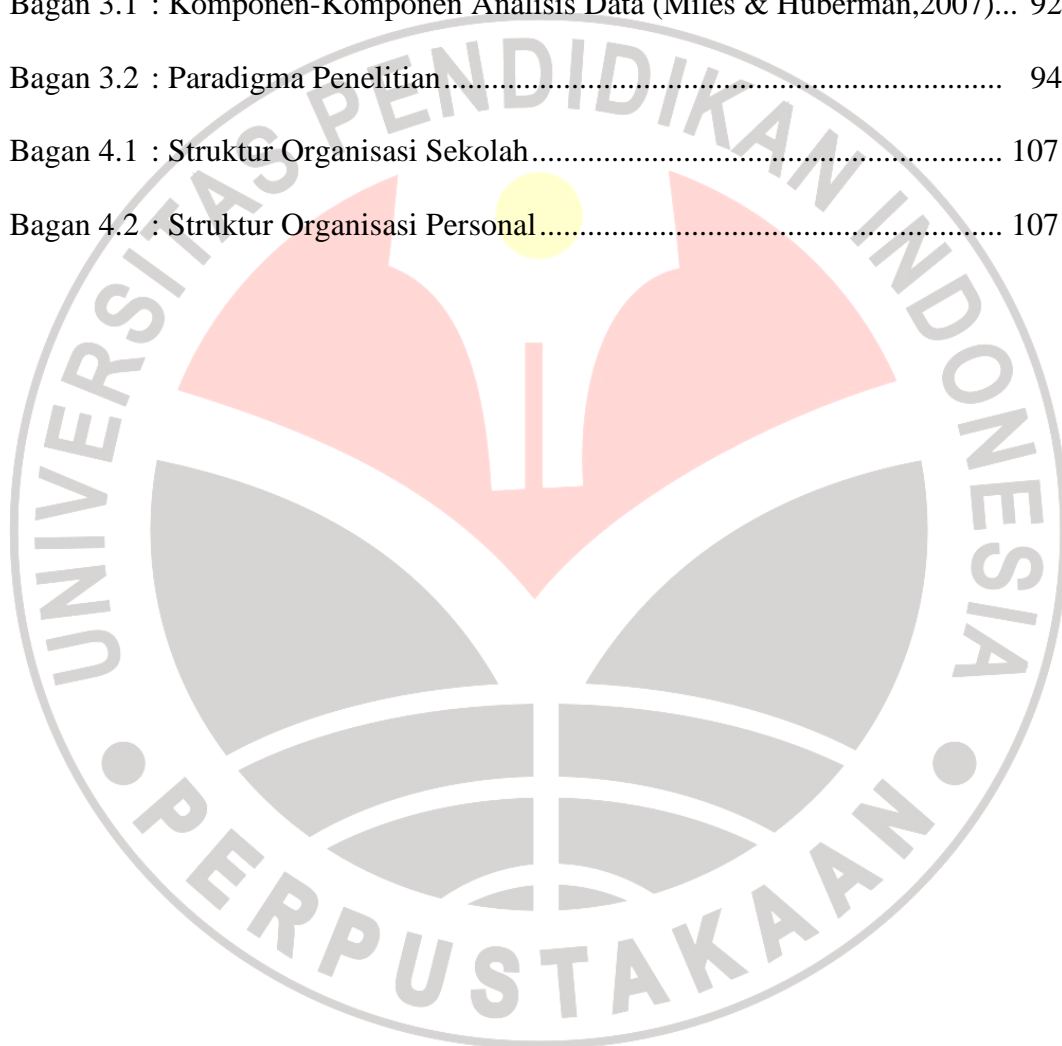 Bagan 3.1 : Komponen-Komponen Analisis Data (Miles & Huberman,2007)... 92
Bagan 3.2 : Paradigma Penelitian.................................................................... 94
Bagan 4.1 : Struktur Organisasi Sekolah......................................................... 107
Bagan 4.2 : Struktur Organisasi Personal........................................................ 107
UNIVERSITAS PENDIDIKAN INDONESIA
PERPUSTAKAAN